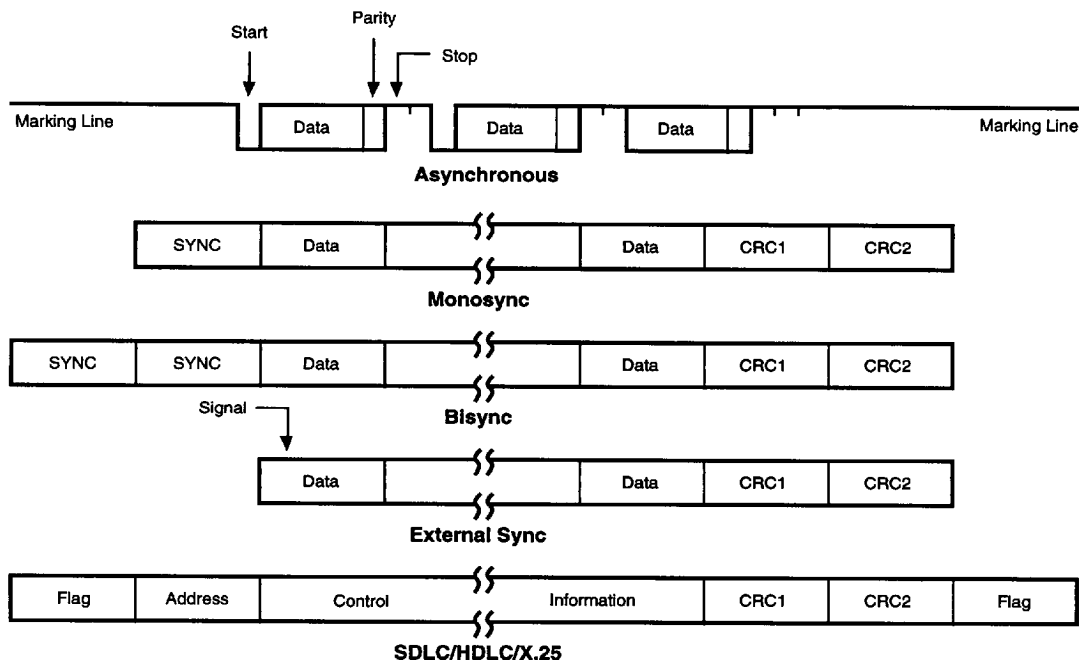 Parity
Start
Stop
Marking Line Data Data Data Marking Line
Asynchronous
SYNC Data Data CRC1 CRC2
Monosync
SYNC SYNC Data Data CRC1 CRC2
Bisync
Signal
Data Data CRC1 CRC2
External Sync
Flag Address Control Information CRC1 CRC2 Flag
SDLC/HDLC/X.25